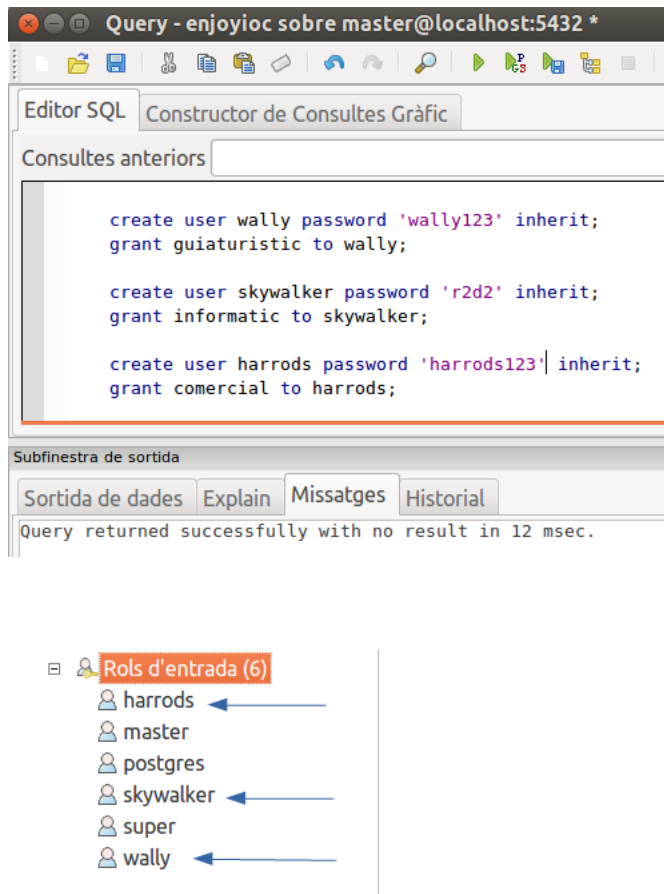 Query - enjoyioc sobre master@localhost:5432 *
Editor SQL Constructor de Consultes Gràfic
Consultes anteriors
create user wally password 'wally123' inherit;
grant guiaturistic to wally;
create user skywalker password 'r2d2' inherit;
grant informatic to skywalker;
create user harrods password 'harrods123' inherit;
grant comercial to harrods;
Subfinestra de sortida
Sortida de dades Explain Missatges Historial
Query returned successfully with no result in 12 msec.
Rols d'entrada (6)
harrods
master
postgres
skywalker
super
wally